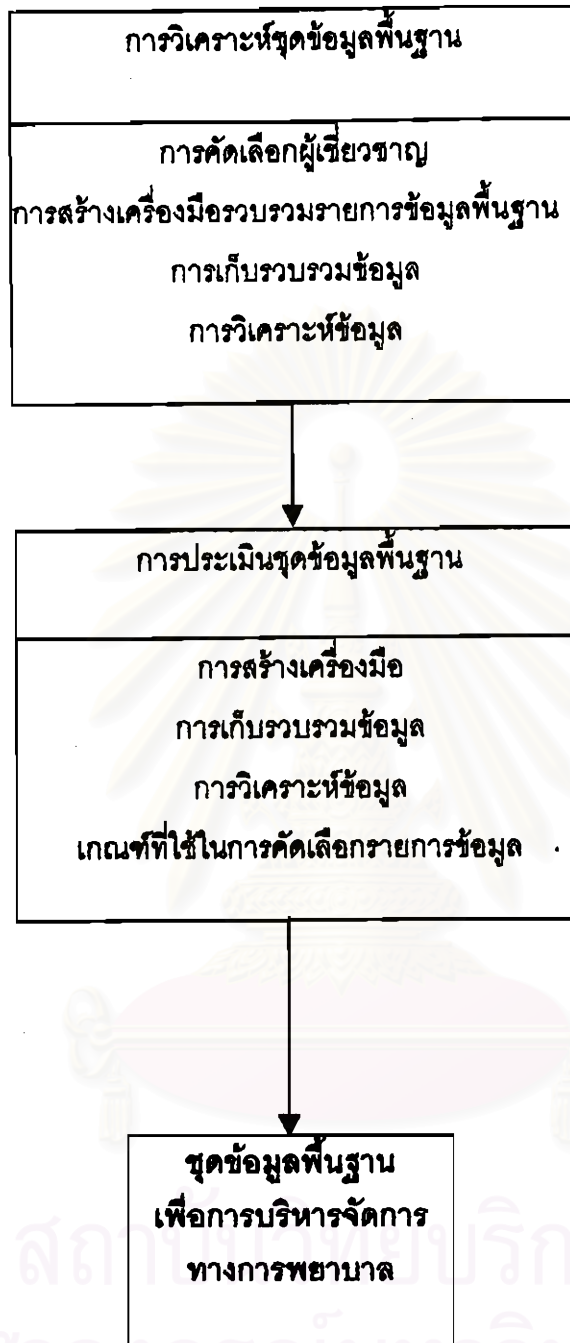 การวิเคราะห์ชุดข้อมูลพื้นฐาน
การคัดเลือกผู้เชี่ยวชาญ
การสร้างเครื่องมือรวบรวมรายการข้อมูลพื้นฐาน
การเก็บรวบรวมข้อมูล
การวิเคราะห์ข้อมูล
การประเมินชุดข้อมูลพื้นฐาน
การสร้างเครื่องมือ
การเก็บรวบรวมข้อมูล
การวิเคราะห์ข้อมูล
เกณฑ์ที่ใช้ในการคัดเลือกรายการข้อมูล
ชุดข้อมูลพื้นฐาน
เพื่อการบริหารจัดการ
ทางการพยาบาล